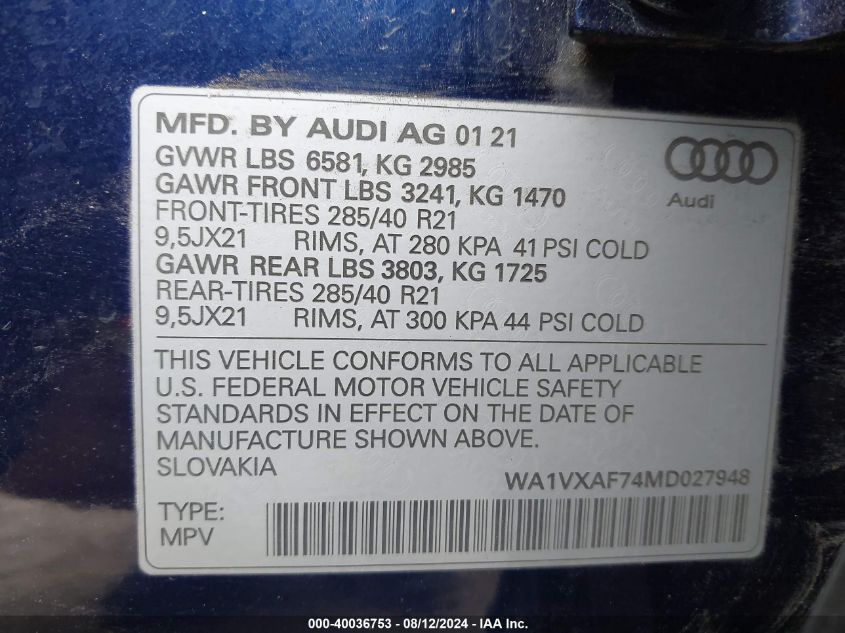 MFD. BY AUDI AG 01 21
GVWR LBS 6581, KG 2985
GAWR FRONT LBS 3241, KG 1470
FRONT-TIRES 285/40 R21
9,5JX21 RIMS, AT 280 KPA 41 PSI COLD
GAWR REAR LBS 3803, KG 1725
REAR-TIRES 285/40 R21
9,5JX21 RIMS, AT 300 KPA 44 PSI COLD
Audi
THIS VEHICLE CONFORMS TO ALL APPLICABLE
U.S. FEDERAL MOTOR VEHICLE SAFETY
STANDARDS IN EFFECT ON THE DATE OF
MANUFACTURE SHOWN ABOVE.
SLOVAKIA
WA1VXAF74MD027948
TYPE:
MPV
000-40036753 - 08/12/2024 - IAA Inc.